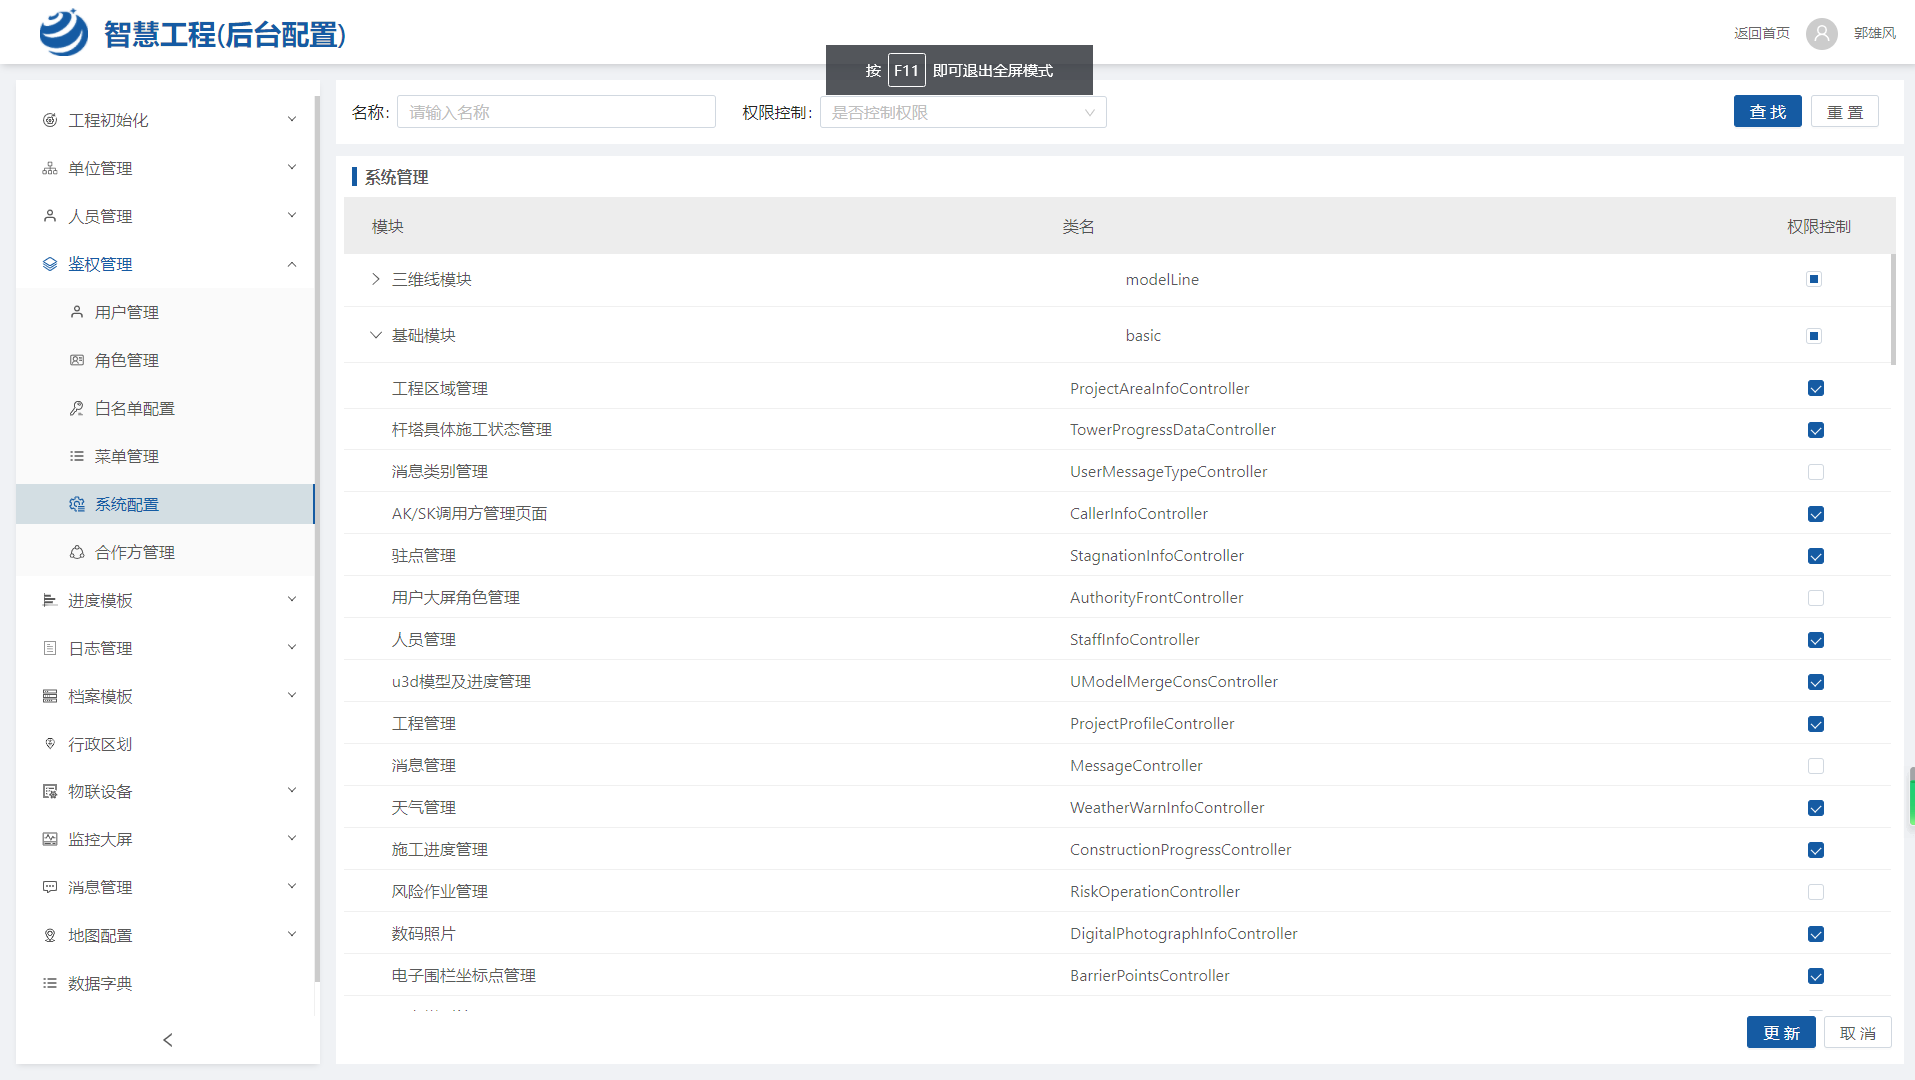 智慧工程(后台配置)
返回首页
郭雄风
按 F11 即可退出全屏模式
工程初始化
单位管理
人员管理
鉴权管理
用户管理
角色管理
白名单配置
菜单管理
系统配置
合作方管理
进度模板
日志管理
档案模板
行政区划
物联设备
监控大屏
消息管理
地图配置
数据字典
名称: 请输入名称
权限控制: 是否控制权限
查 找
重 置
系统管理
模块 类名 权限控制
三维线模块 modelLine
基础模块 basic
工程区域管理 ProjectAreaInfoController
杆塔具体施工状态管理 TowerProgressDataController
消息类别管理 UserMessageTypeController
AK/SK调用方管理页面 CallerInfoController
驻点管理 StagnationInfoController
用户大屏角色管理 AuthorityFrontController
人员管理 StaffInfoController
u3d模型及进度管理 UModelMergeConsController
工程管理 ProjectProfileController
消息管理 MessageController
天气管理 WeatherWarnInfoController
施工进度管理 ConstructionProgressController
风险作业管理 RiskOperationController
数码照片 DigitalPhotographInfoController
电子围栏坐标点管理 BarrierPointsController
更 新
取 消